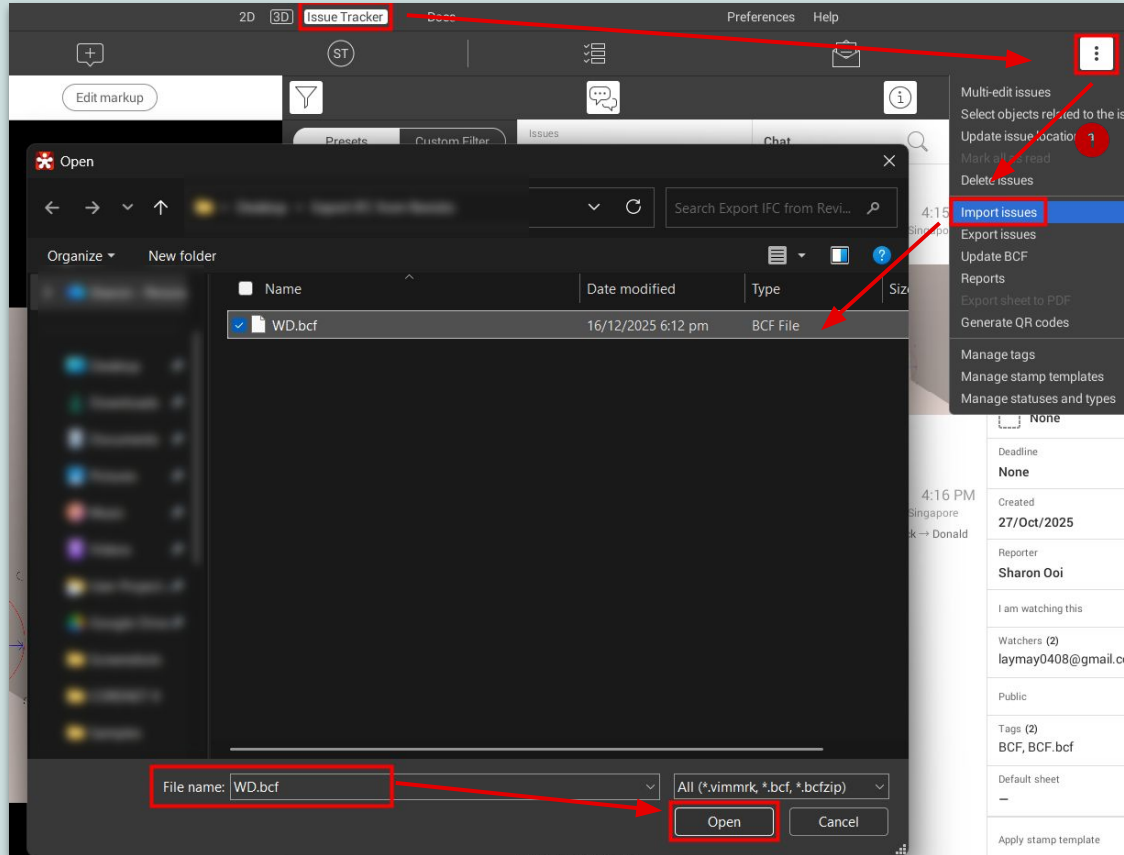 2D 3D Issue Tracker Docs Preferences Help
ST
Edit markup
Presets Custom Filter
Issues
Chat
Multi-edit issues
Select objects related to the is
Update issue location
Mark all as read
Delete issues
Import issues
Export issues
Update BCF
Reports
Export sheet to PDF
Generate QR codes
Manage tags
Manage stamp templates
Manage statuses and types
Open
Search Export IFC from Revi...
Organize New folder
Name Date modified Type Siz
WD.bcf 16/12/2025 6:12 pm BCF File
File name: WD.bcf All (*.vimmrk, *.bcf, *.bcfzip)
Open Cancel
4:15
4:16 PM
Singapore
k → Donald
None
Deadline
None
Created
27/Oct/2025
Reporter
Sharon Ooi
I am watching this
Watchers (2)
laymay0408@gmail.co
Public
Tags (2)
BCF, BCF.bcf
Default sheet
–
Apply stamp template